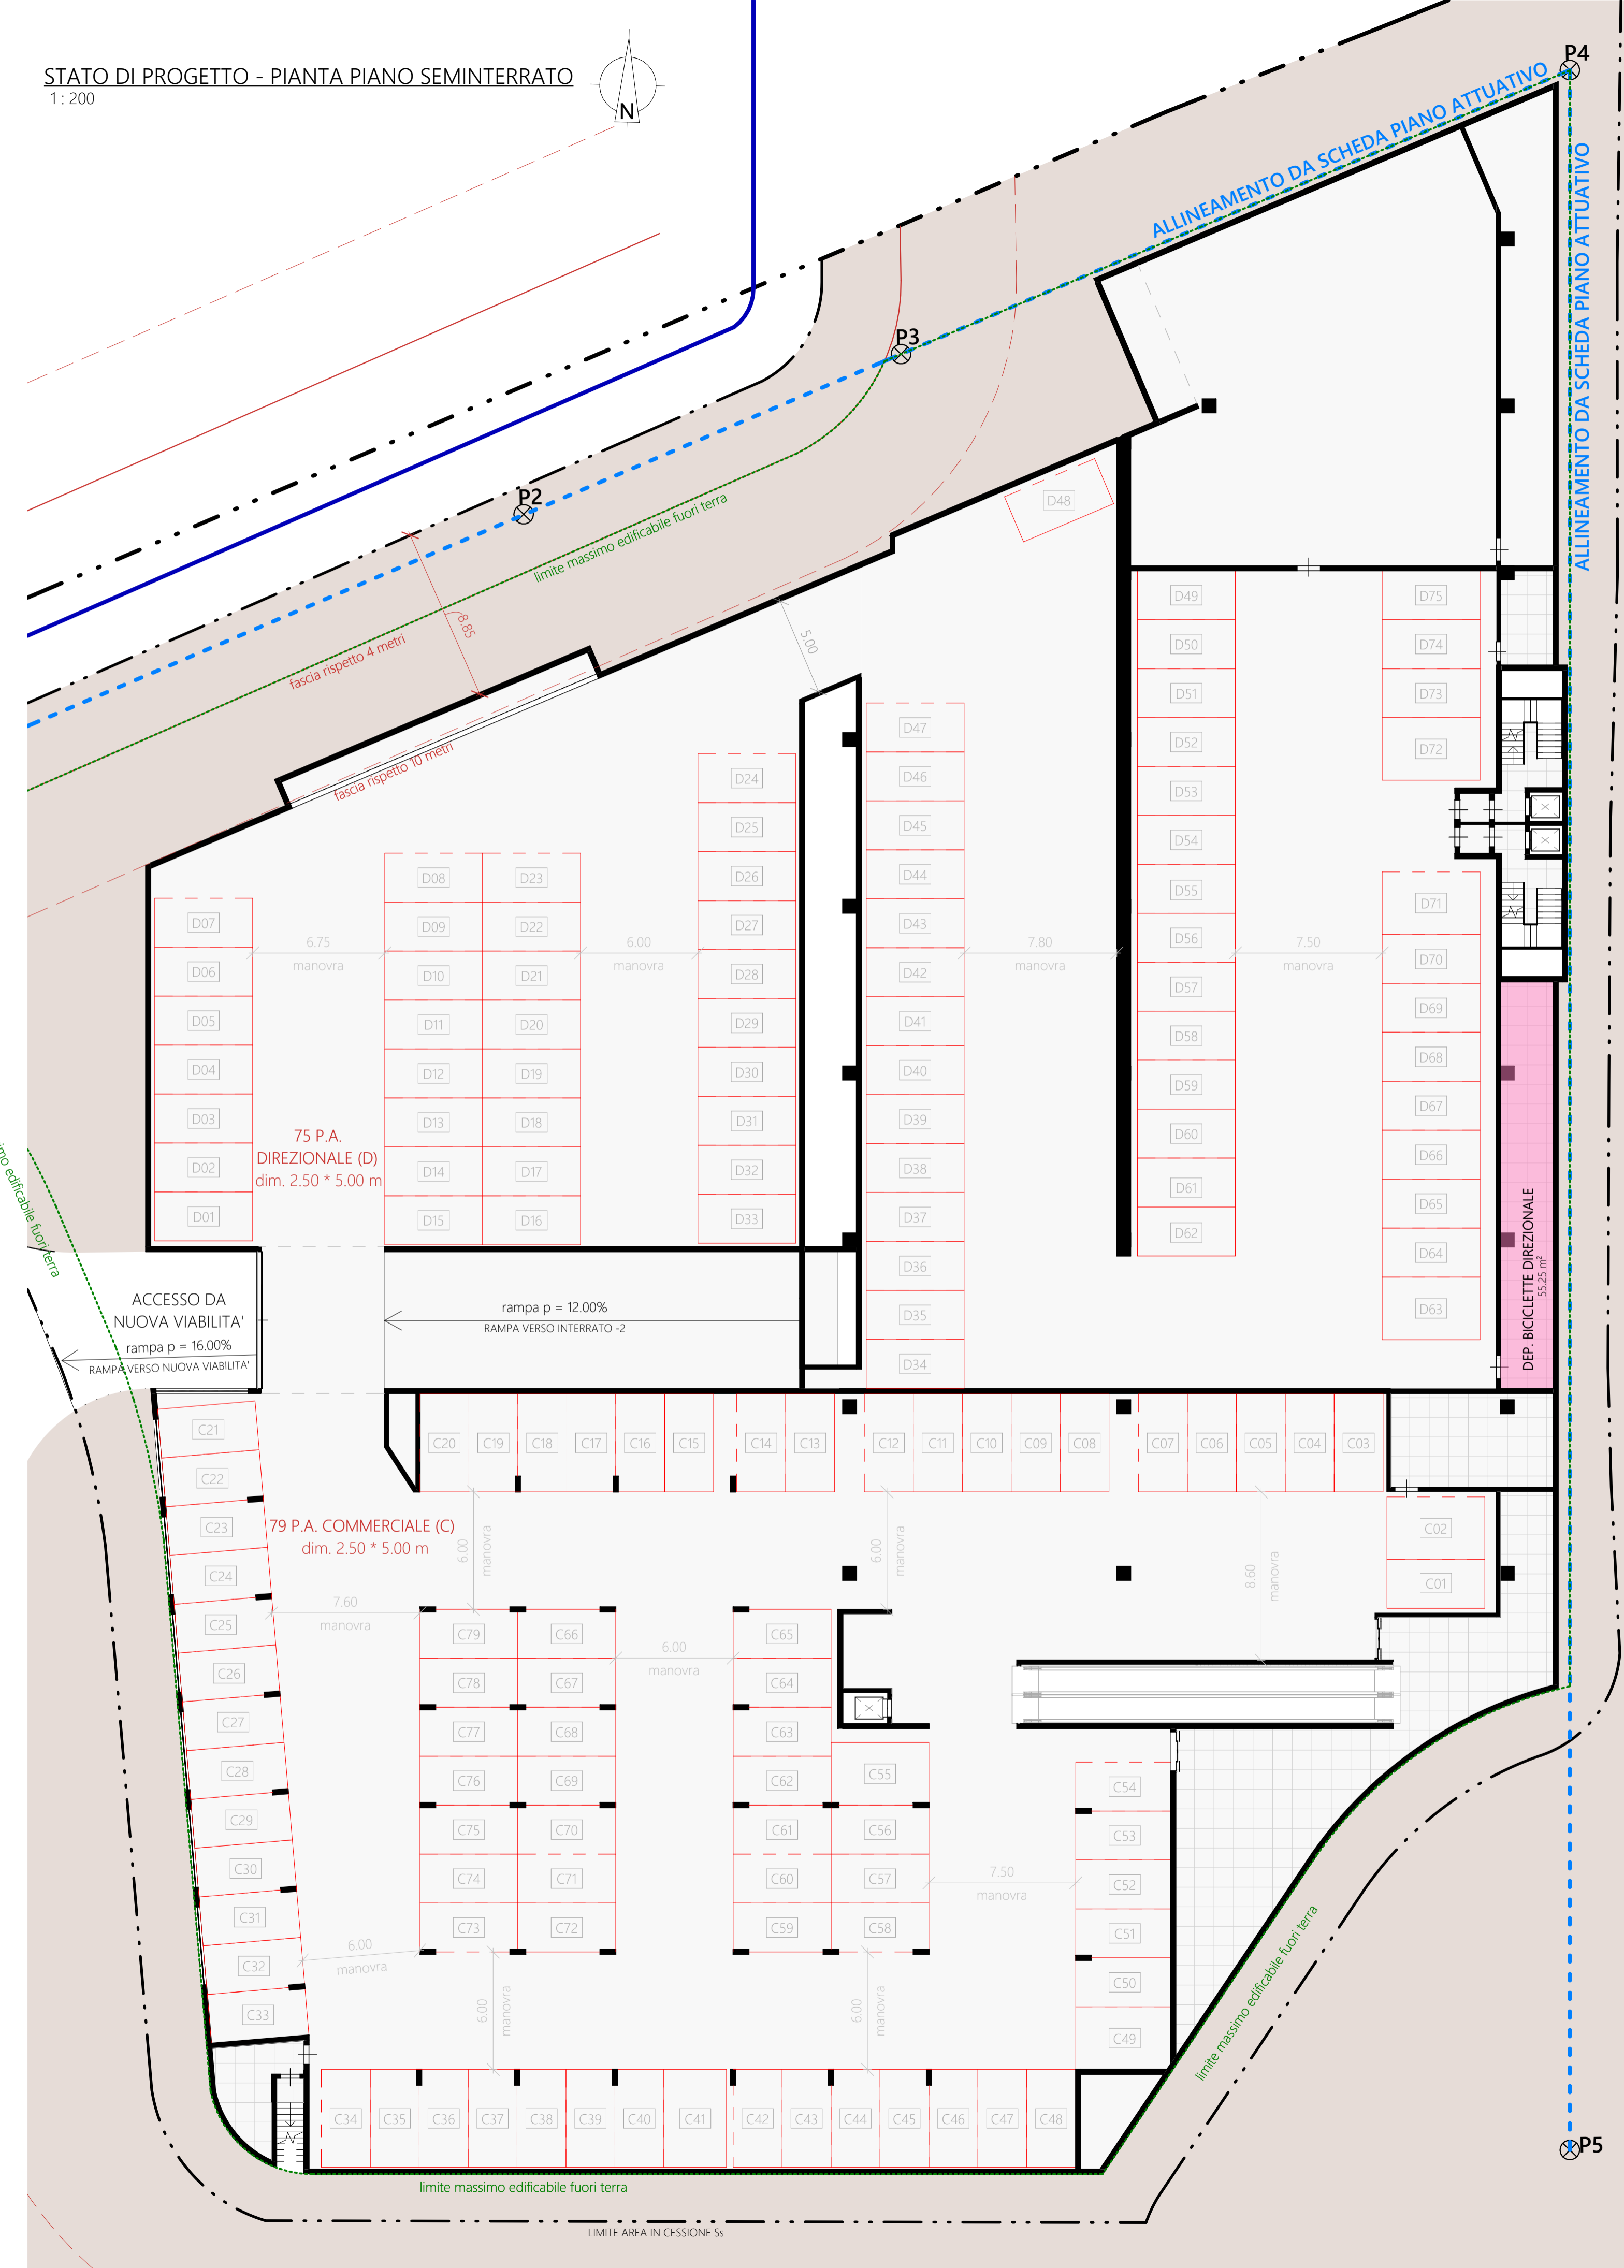 STATO DI PROGETTO - PIANTA PIANO SEMINTERRATO
1 : 200
N
P4
ALLINEAMENTO DA SCHEDA PIANO ATTUATIVO
ALLINEAMENTO DA SCHEDA PIANO ATTUATIVO
P3
P2
limite massimo edificabile fuori terra
8.85
fascia rispetto 4 metri
fascia rispetto 10 metri
5.00
D48
D49
D50
D51
D52
D53
D54
D55
D56
D57
D58
D59
D60
D61
D62
D75
D74
D73
D72
D71
D70
D69
D68
D67
D66
D65
D64
D63
D47
D46
D45
D44
D43
D42
D41
D40
D39
D38
D37
D36
D35
D34
D24
D25
D26
D27
D28
D29
D30
D31
D32
D33
D08
D09
D10
D11
D12
D13
D14
D15
D23
D22
D21
D20
D19
D18
D17
D16
D07
D06
D05
D04
D03
D02
D01
6.75
manovra
6.00
manovra
7.80
manovra
7.50
manovra
75 P.A.
DIREZIONALE (D)
dim. 2.50 * 5.00 m
DEP. BICICLETTE DIREZIONALE
55.25 m²
edificabile fuori terra
ACCESSO DA
NUOVA VIABILITA'
rampa p = 16.00%
RAMPA VERSO NUOVA VIABILITA'
rampa p = 12.00%
RAMPA VERSO INTERRATO -2
C20
C19
C18
C17
C16
C15
C14
C13
C12
C11
C10
C09
C08
C07
C06
C05
C04
C03
C02
C01
C21
C22
C23
C24
C25
C26
C27
C28
C29
C30
C31
C32
C33
79 P.A. COMMERCIALE (C)
dim. 2.50 * 5.00 m
6.00
manovra
6.00
manovra
8.60
manovra
7.60
manovra
6.00
manovra
C79
C78
C77
C76
C75
C74
C73
C66
C67
C68
C69
C70
C71
C72
C65
C64
C63
C62
C61
C60
C59
C55
C56
C57
C58
C54
C53
C52
C51
C50
C49
7.50
manovra
6.00
manovra
6.00
manovra
6.00
manovra
C34
C35
C36
C37
C38
C39
C40
C41
C42
C43
C44
C45
C46
C47
C48
limite massimo edificabile fuori terra
P5
limite massimo edificabile fuori terra
LIMITE AREA IN CESSIONE Ss